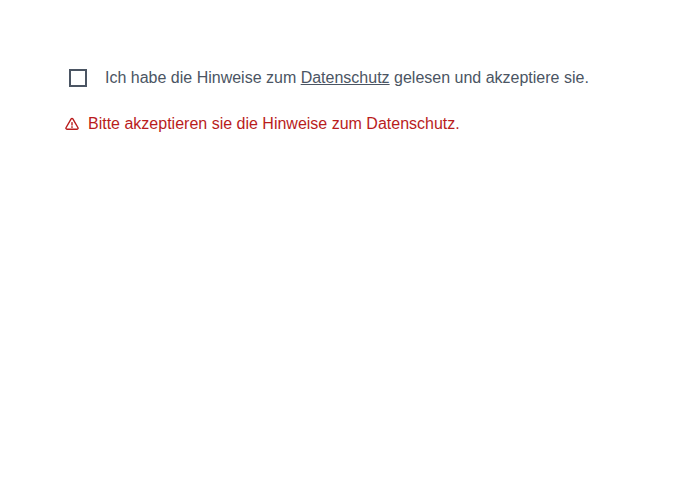 Ich habe die Hinweise zum Datenschutz gelesen und akzeptiere sie.
Bitte akzeptieren sie die Hinweise zum Datenschutz.